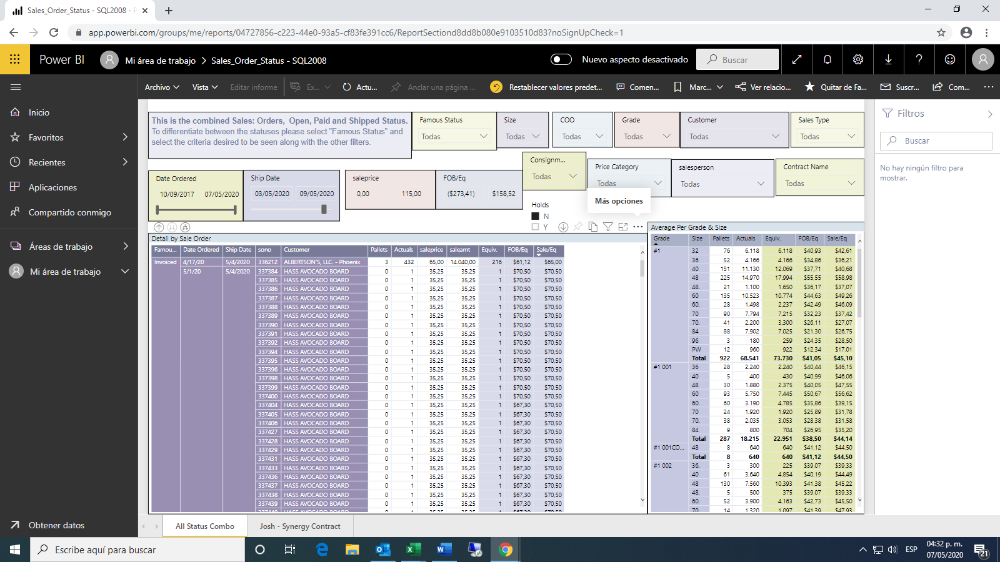 Sales_Order_Status - SQL2008 -
app.powerbi.com/groups/me/reports/04727856-c223-44e0-93a5-cf83fe391cc6/ReportSectiond8dd8b080e9103510d83?noSignUpCheck=1
Power BI Mi área de trabajo > Sales_Order_Status - SQL2008 Nuevo aspecto desactivado Buscar ?
Archivo Vista Editar informe Ex... Actu... Anclar una página ... Restablecer valores predet... Comen... Marc... Ver relacio... Quitar de Fa... Suscr... Com... ...
Inicio
Favoritos
Recientes
Aplicaciones
Compartido conmigo
Áreas de trabajo
Mi área de trabajo
Obtener datos
This is the combined Sales: Orders, Open, Paid and Shipped Status.
To differentiate between the statuses please select "Famous Status" and
select the criteria desired to be seen along with the other filters.
Famous Status Size COO Grade Customer Sales Type
Todas Todas Todas Todas Todas Todas
Consignm... Price Category salesperson Contract Name
Todas Todas Todas Todas
Date Ordered Ship Date saleprice FOB/Eq
10/09/2017 07/05/2020 03/05/2020 09/05/2020 0,00 115,00 ($273,41) $158,52
Más opciones
Holds
N
Y
Filtros
Buscar
No hay ningún filtro para
mostrar.
Detail by Sale Order
Famou... Date Ordered Ship Date sono Customer Pallets Actuals saleprice saleamt Equiv. FOB/Eq Sale/Eq
Invoiced 4/17/20 5/4/2020 336212 ALBERTSON'S, LLC. - Phoenix 3 432 65,00 14.040,00 216 $61,12 $65,00
5/1/20 5/4/2020 337384 HASS AVOCADO BOARD 0 1 35,25 35,25 1 $70,50 $70,50
337385 HASS AVOCADO BOARD 0 1 35,25 35,25 1 $70,50 $70,50
337386 HASS AVOCADO BOARD 0 1 35,25 35,25 1 $70,50 $70,50
337387 HASS AVOCADO BOARD 0 1 35,25 35,25 1 $70,50 $70,50
337388 HASS AVOCADO BOARD 0 1 35,25 35,25 1 $70,50 $70,50
337389 HASS AVOCADO BOARD 0 1 35,25 35,25 1 $70,50 $70,50
337390 HASS AVOCADO BOARD 0 1 35,25 35,25 1 $70,50 $70,50
337391 HASS AVOCADO BOARD 0 1 35,25 35,25 1 $70,50 $70,50
337392 HASS AVOCADO BOARD 0 1 35,25 35,25 1 $70,50 $70,50
337394 HASS AVOCADO BOARD 0 1 35,25 35,25 1 $70,50 $70,50
337395 HASS AVOCADO BOARD 0 1 35,25 35,25 1 $70,50 $70,50
337396 HASS AVOCADO BOARD 0 1 35,25 35,25 1 $70,50 $70,50
337398 HASS AVOCADO BOARD 0 1 35,25 35,25 1 $70,50 $70,50
337399 HASS AVOCADO BOARD 0 1 35,25 35,25 1 $70,50 $70,50
337400 HASS AVOCADO BOARD 0 1 35,25 35,25 1 $70,50 $70,50
337404 HASS AVOCADO BOARD 0 1 35,25 35,25 1 $67,30 $70,50
337405 HASS AVOCADO BOARD 0 1 35,25 35,25 1 $67,30 $70,50
337406 HASS AVOCADO BOARD 0 1 35,25 35,25 1 $67,30 $70,50
337427 HASS AVOCADO BOARD 0 1 35,25 35,25 1 $67,30 $70,50
337428 HASS AVOCADO BOARD 0 1 35,25 35,25 1 $67,30 $70,50
337429 HASS AVOCADO BOARD 0 1 35,25 35,25 1 $67,30 $70,50
337431 HASS AVOCADO BOARD 0 1 35,25 35,25 1 $67,30 $70,50
337433 HASS AVOCADO BOARD 0 1 35,25 35,25 1 $67,30 $70,50
337436 HASS AVOCADO BOARD 0 1 35,25 35,25 1 $67,30 $70,50
337437 HASS AVOCADO BOARD 0 1 35,25 35,25 1 $67,30 $70,50
337438 HASS AVOCADO BOARD 0 1 35,25 35,25 1 $67,30 $70,50
337439 HASS AVOCADO BOARD 0 1 35,25 35,25 1 $67,30 $70,50
Average Per Grade & Size
Grade Size Pallets Actuals Equiv. FOB/Eq Sale/Eq
#1 32 76 6.118 6.118 $40,93 $42,61
36 52 4.166 4.166 $34,86 $36,21
40 151 11.130 12.069 $37,71 $40,68
48 225 14.970 17.994 $55,55 $58,98
48. 21 1.100 1.650 $36,17 $37,07
60 135 10.523 10.774 $44,63 $49,26
60. 28 1.498 2.237 $42,49 $46,09
70 90 7.794 7.215 $32,23 $37,42
70. 41 2.200 3.300 $26,11 $27,07
84 88 7.902 7.025 $21,30 $26,75
96 3 180 259 $24,35 $28,50
PW 12 960 922 $12,34 $17,01
Total 922 68.541 73.730 $41,05 $45,10
#1 001 36 28 2.240 2.240 $40,44 $46,15
40 5 400 430 $40,99 $46,06
48 30 1.880 2.375 $40,05 $47,55
60 93 5.750 7.445 $50,67 $56,62
60. 60 3.190 4.785 $35,86 $39,15
70 24 1.920 1.920 $25,89 $31,78
70. 38 2.035 3.053 $28,38 $31,58
84 9 800 704 $26,95 $35,20
Total 287 18.215 22.951 $38,50 $44,14
#1 001CO... 48 8 640 640 $41,12 $44,50
Total 8 640 640 $41,12 $44,50
#1 002 36. 3 300 225 $39,07 $39,33
40 61 3.640 4.854 $40,19 $44,49
48 130 7.560 10.393 $41,38 $45,22
48. 5 500 375 $39,07 $39,33
60. 52 3.900 4.163 $42,73 $45,50
70 14 1.320 1.097 $41,39 $47,93
All Status Combo Josh - Synergy Contract
Escribe aquí para buscar
ESP 04:32 p. m.
07/05/2020 21